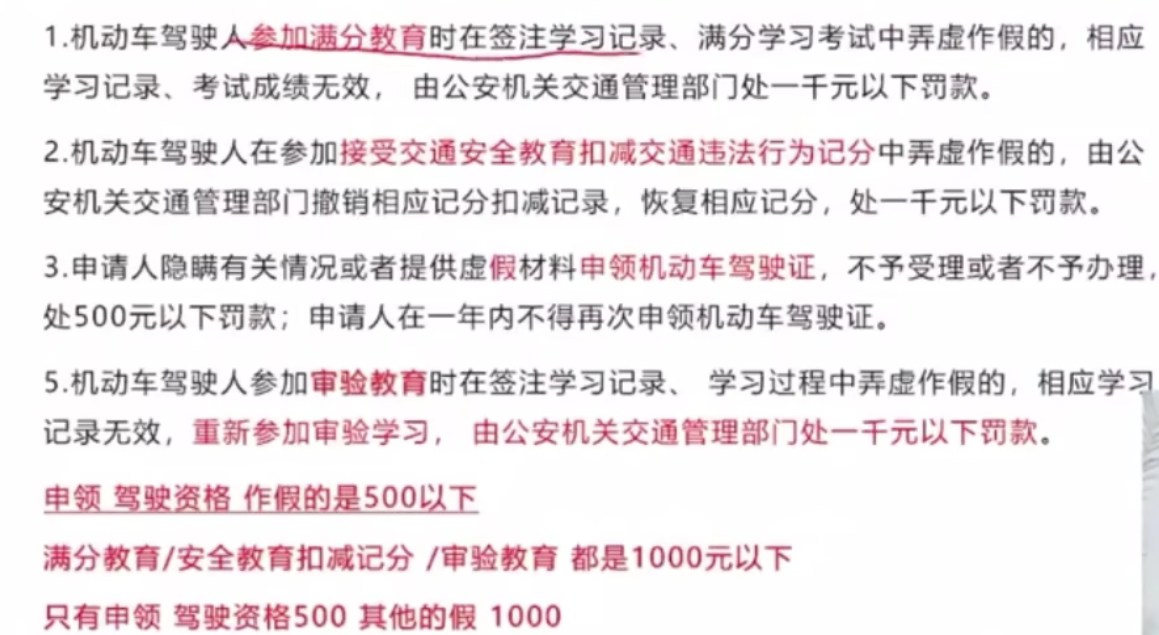 1.机动车驾驶人参加满分教育时在签注学习记录、满分学习考试中弄虚作假的，相应
学习记录、考试成绩无效， 由公安机关交通管理部门处一千元以下罚款。
2.机动车驾驶人在参加接受交通安全教育扣减交通违法行为记分中弄虚作假的，由公
安机关交通管理部门撤销相应记分扣减记录，恢复相应记分，处一千元以下罚款。
3.申请人隐瞒有关情况或者提供虚假材料申领机动车驾驶证，不予受理或者不予办理，
处500元以下罚款；申请人在一年内不得再次申领机动车驾驶证。
5.机动车驾驶人参加审验教育时在签注学习记录、 学习过程中弄虚作假的，相应学习
记录无效，重新参加审验学习， 由公安机关交通管理部门处一千元以下罚款。
申领 驾驶资格 作假的是500以下
满分教育/安全教育扣减记分 /审验教育 都是1000元以下
只有申领 驾驶资格500 其他的假 1000